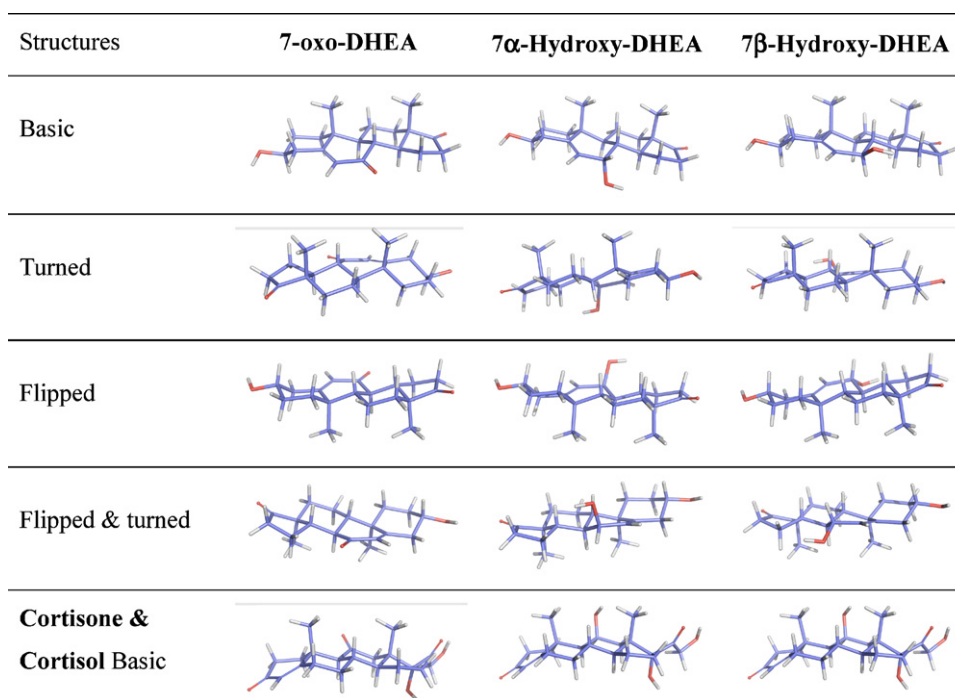 Structures 7-oxo-DHEA 7α-Hydroxy-DHEA 7β-Hydroxy-DHEA
Basic
Turned
Flipped
Flipped & turned
Cortisone &
Cortisol Basic